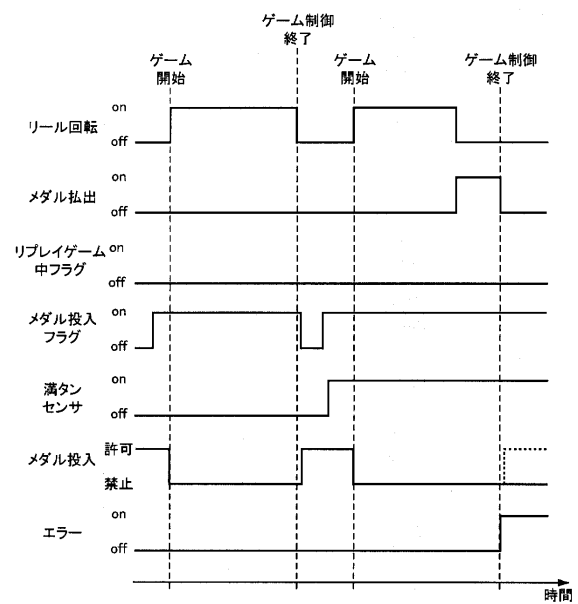 ゲーム制御
終了
ゲーム
開始
ゲーム
開始
ゲーム制御
終了
on
リール回転
off
on
メダル払出
off
リプレイゲーム on
中フラグ
off
on
メダル投入
フラグ
off
on
満タン
センサ
off
許可
メダル投入
禁止
on
エラー
off
時間